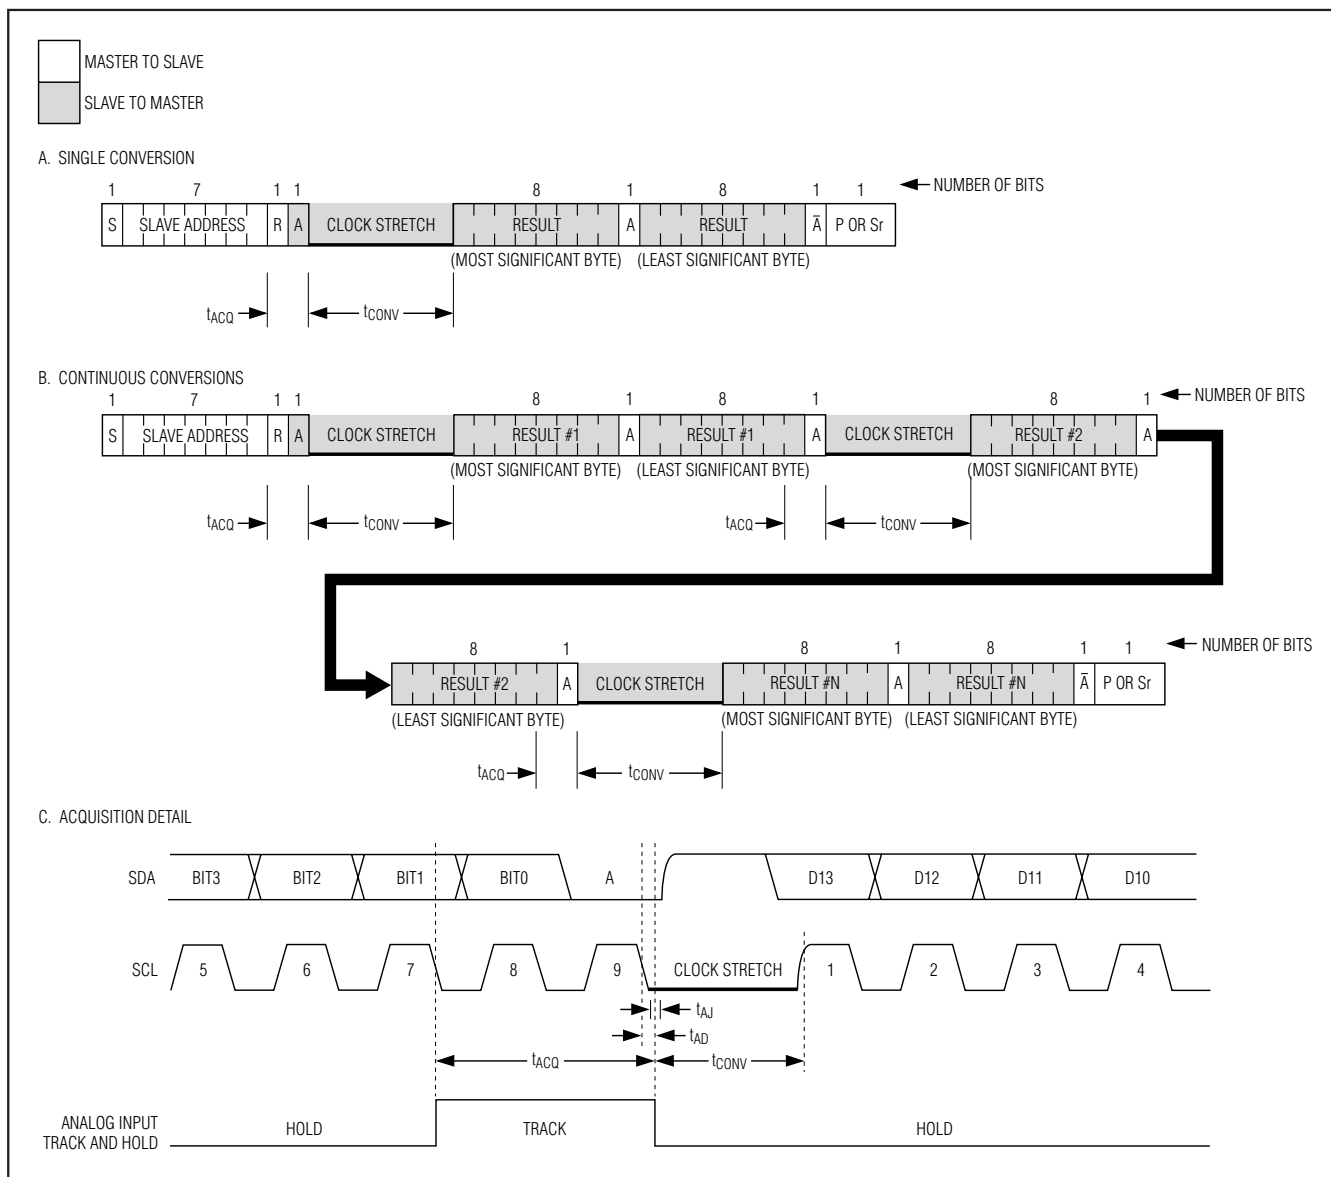 MASTER TO SLAVE
SLAVE TO MASTER
A. SINGLE CONVERSION
1 7 1 1 8 1 8 1 1 NUMBER OF BITS
S SLAVE ADDRESS R A CLOCK STRETCH RESULT A RESULT A̅ P OR Sr
(MOST SIGNIFICANT BYTE) (LEAST SIGNIFICANT BYTE)
tACQ tCONV
B. CONTINUOUS CONVERSIONS
1 7 1 1 8 1 8 1 8 1 NUMBER OF BITS
S SLAVE ADDRESS R A CLOCK STRETCH RESULT #1 A RESULT #1 A CLOCK STRETCH RESULT #2 A
(MOST SIGNIFICANT BYTE) (LEAST SIGNIFICANT BYTE) (MOST SIGNIFICANT BYTE)
tACQ tCONV tACQ tCONV
8 1 8 1 8 1 1 NUMBER OF BITS
RESULT #2 A CLOCK STRETCH RESULT #N A RESULT #N A̅ P OR Sr
(LEAST SIGNIFICANT BYTE) (MOST SIGNIFICANT BYTE) (LEAST SIGNIFICANT BYTE)
tACQ tCONV
C. ACQUISITION DETAIL
SDA BIT3 BIT2 BIT1 BIT0 A D13 D12 D11 D10
SCL 5 6 7 8 9 CLOCK STRETCH 1 2 3 4
tAJ
tAD
tACQ tCONV
ANALOG INPUT
TRACK AND HOLD HOLD TRACK HOLD